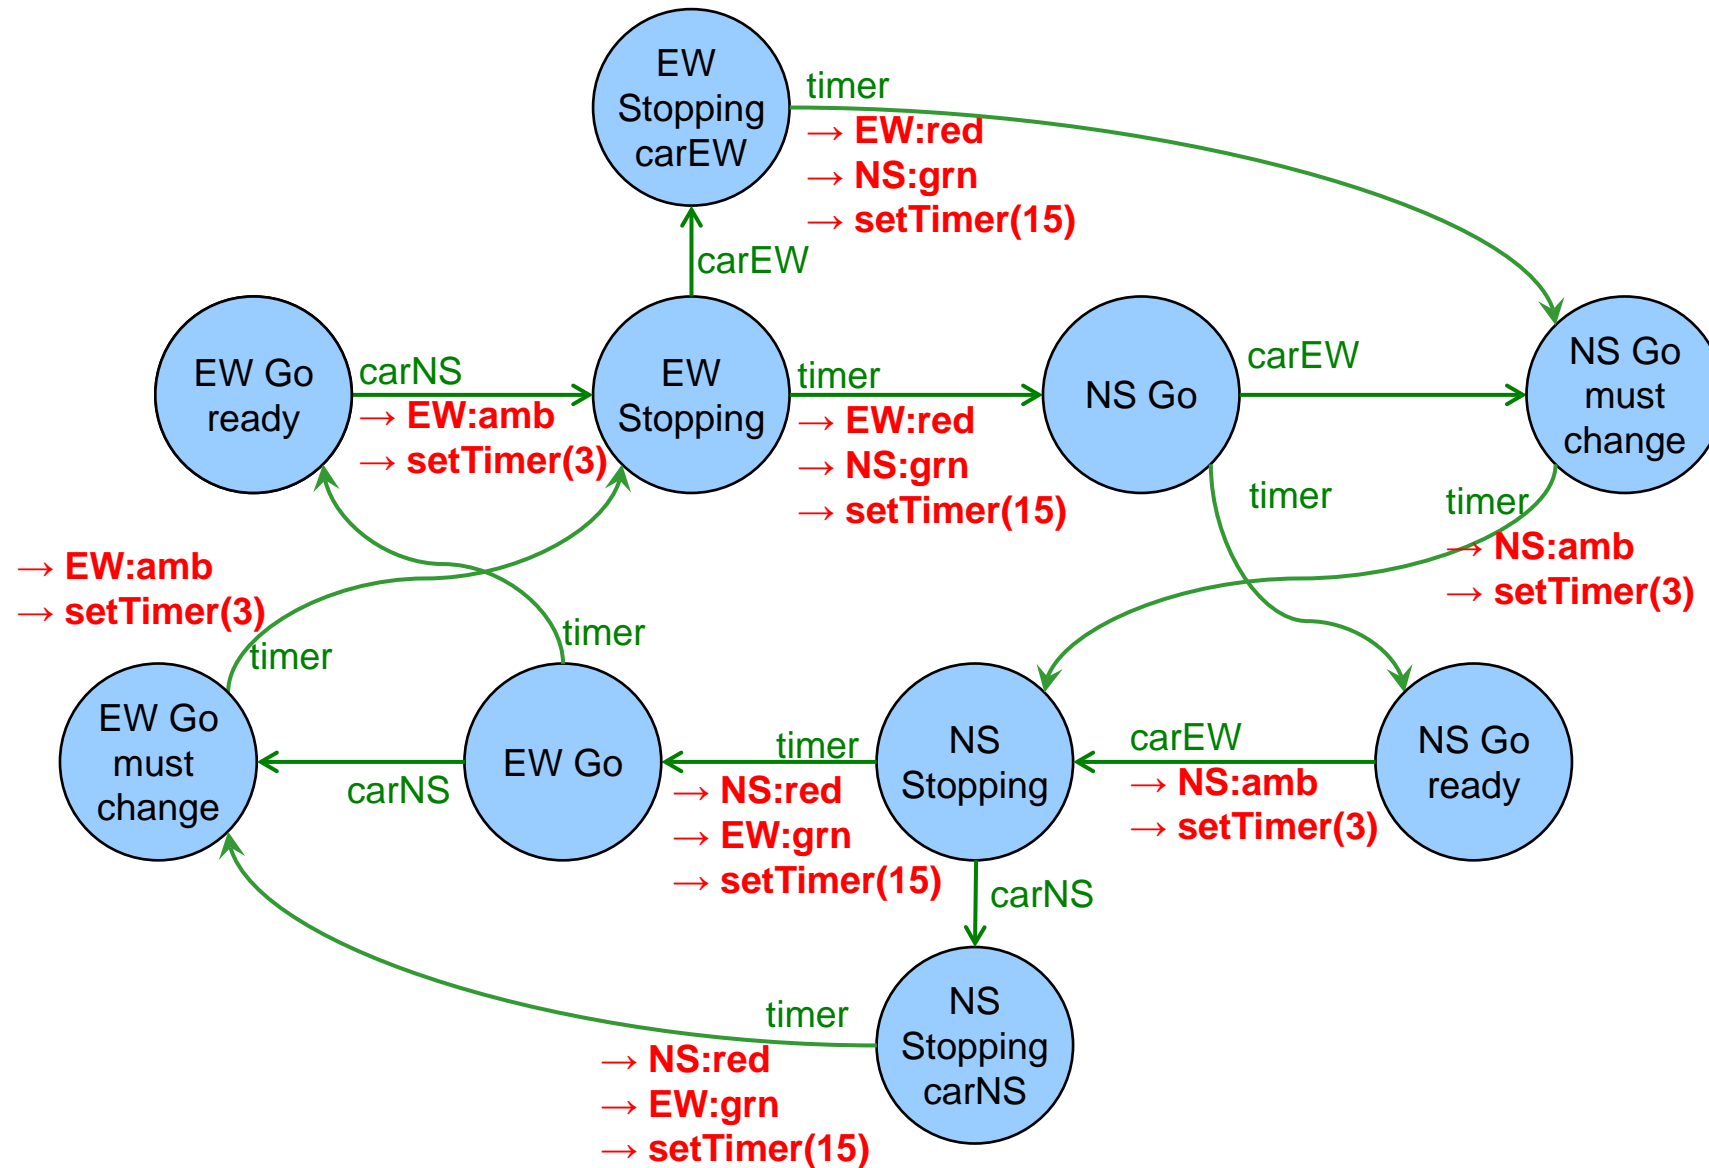 EW
Stopping
carEW
timer
→ EW:red
→ NS:grn
→ setTimer(15)
carEW
EW Go
ready
carNS
→ EW:amb
→ setTimer(3)
EW
Stopping
timer
→ EW:red
→ NS:grn
→ setTimer(15)
NS Go
carEW
NS Go
must
change
timer
timer
→ NS:amb
→ setTimer(3)
→ EW:amb
→ setTimer(3)
timer
timer
EW Go
must
change
carNS
EW Go
timer
→ NS:red
→ EW:grn
→ setTimer(15)
NS
Stopping
carEW
→ NS:amb
→ setTimer(3)
NS Go
ready
carNS
timer
→ NS:red
→ EW:grn
→ setTimer(15)
NS
Stopping
carNS